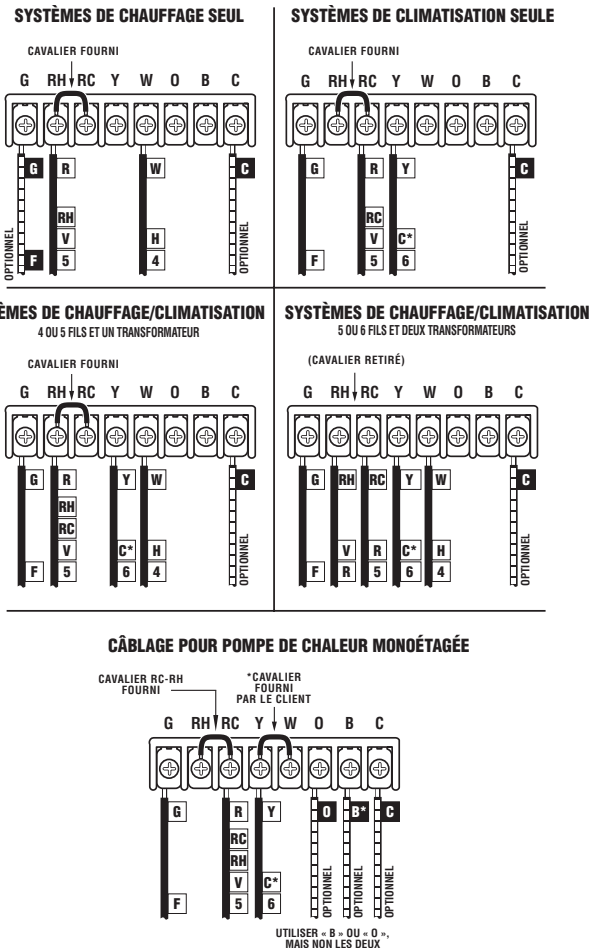 SYSTÈMES DE CHAUFFAGE SEUL
CAVALIER FOURNI
G RH RC Y W O B C
G R W C
RH
V H
F 5 4
OPTIONNEL OPTIONNEL
SYSTÈMES DE CLIMATISATION SEULE
CAVALIER FOURNI
G RH RC Y W O B C
G R Y C
RC
V C*
F 5 6
OPTIONNEL
ÈMES DE CHAUFFAGE/CLIMATISATION
4 OU 5 FILS ET UN TRANSFORMATEUR
CAVALIER FOURNI
G RH RC Y W O B C
G R Y W C
RH
RC
V C* H
F 5 6 4
OPTIONNEL
SYSTÈMES DE CHAUFFAGE/CLIMATISATION
5 OU 6 FILS ET DEUX TRANSFORMATEURS
(CAVALIER RETIRÉ)
G RH RC Y W O B C
G RH RC Y W C
V R C* H
F R 5 6 4
OPTIONNEL
CÂBLAGE POUR POMPE DE CHALEUR MONOÉTAGÉE
CAVALIER RC-RH
FOURNI
*CAVALIER
FOURNI
PAR LE CLIENT
G RH RC Y W O B C
G R Y O B* C
RC
RH
V C*
F 5 6
OPTIONNEL OPTIONNEL OPTIONNEL
UTILISER « B » OU « O »,
MAIS NON LES DEUX